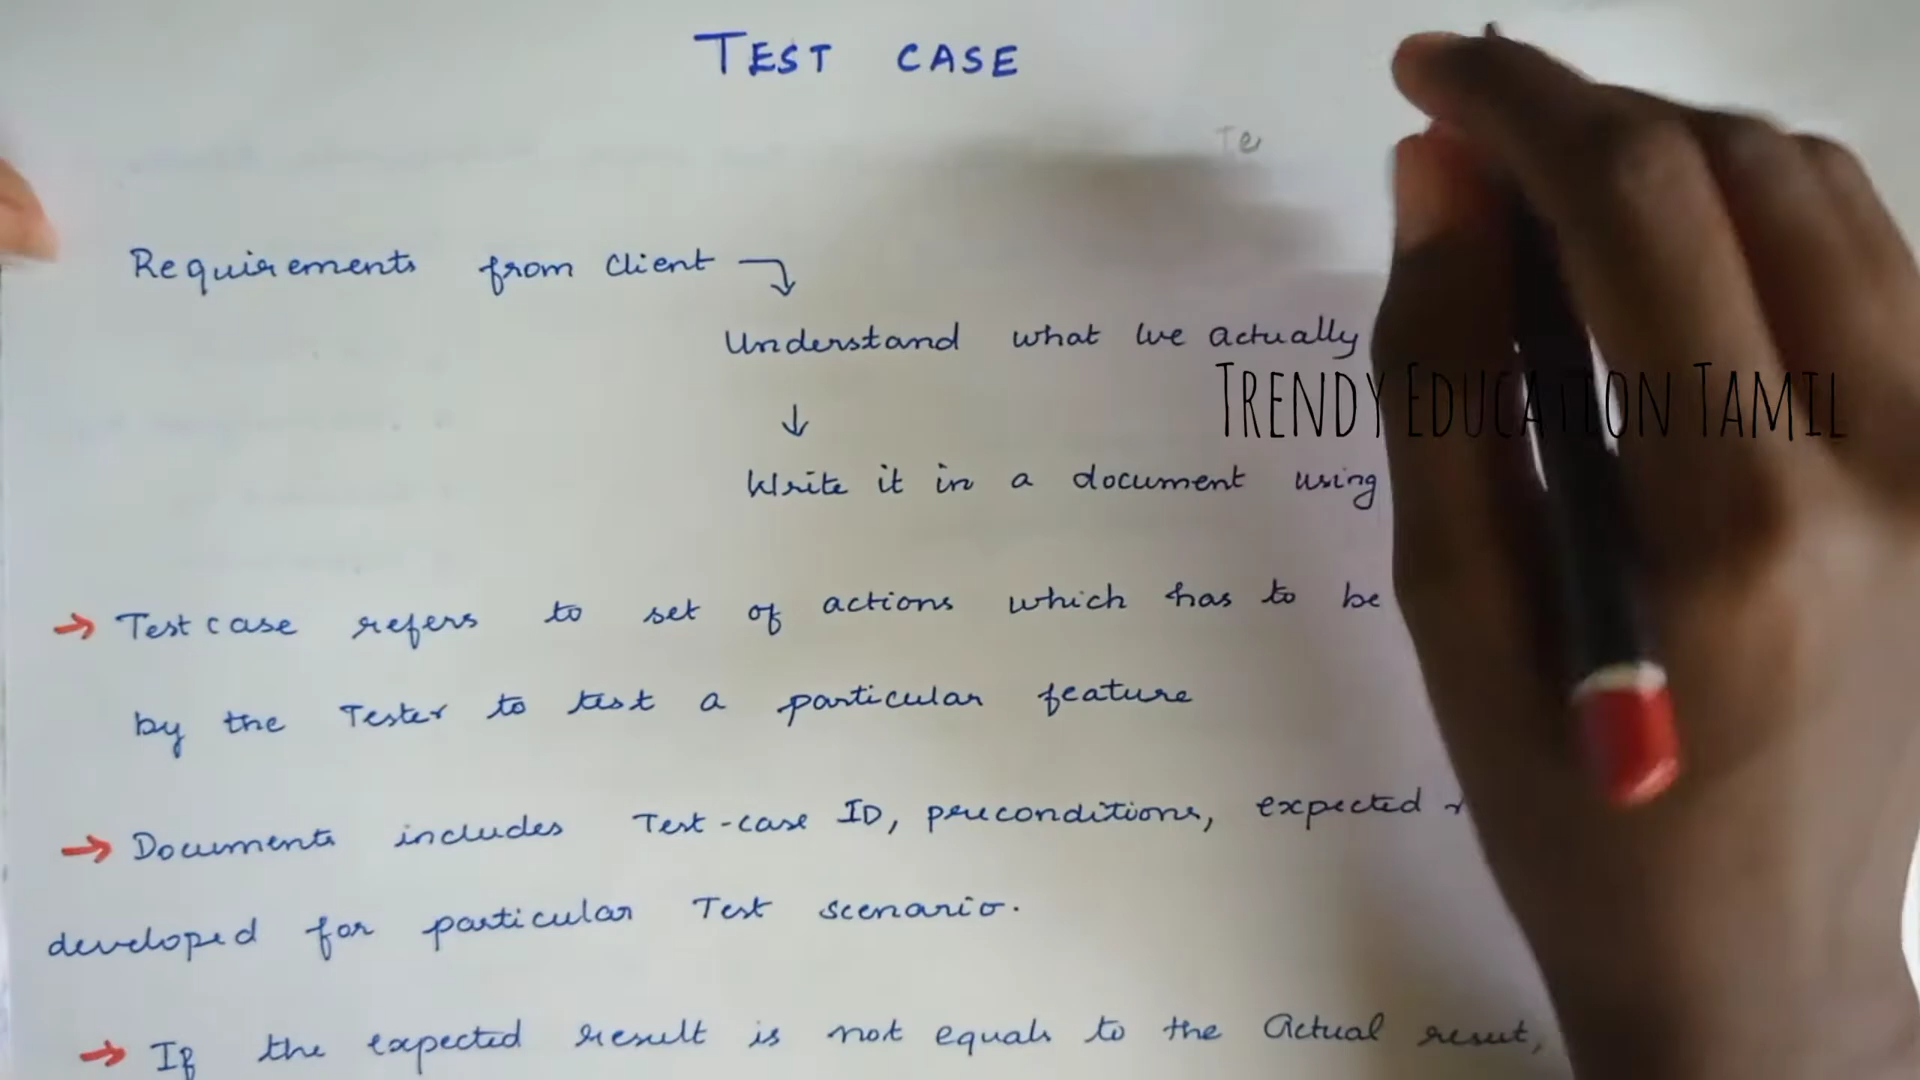 TEST CASE
Te
Requirements from client
Understand what we actually
TRENDY EDUCATION TAMIL
↓
Write it in a document using
→ Test case refers to set of actions which has to be
by the Tester to test a particular feature
→ Documents includes Test-case ID, preconditions, expected
developed for particular Test scenario.
→ If the expected result is not equals to the Actual resut,